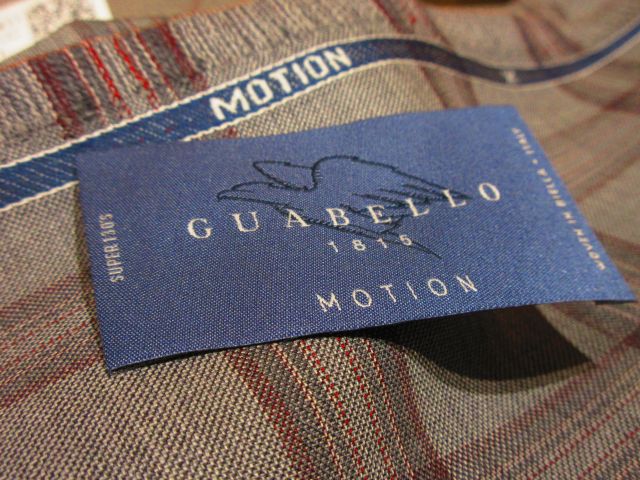 MOTION
GUABELLO
1815
MOTION
SUPER 130'S
WOVEN IN BIELLA • ITALY